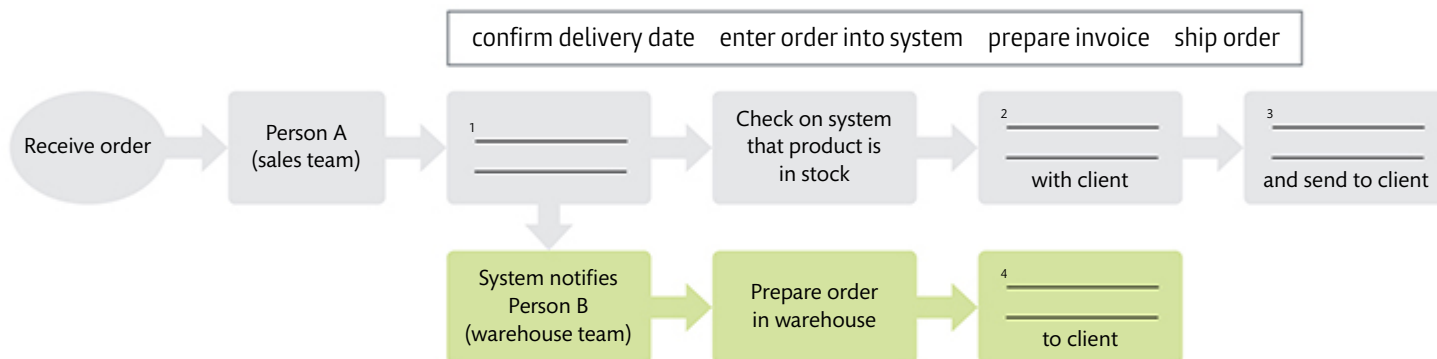 confirm delivery date enter order into system prepare invoice ship order
Receive order
Person A
(sales team)
1
Check on system
that product is
in stock
2
with client
3
and send to client
System notifies
Person B
(warehouse team)
Prepare order
in warehouse
4
to client